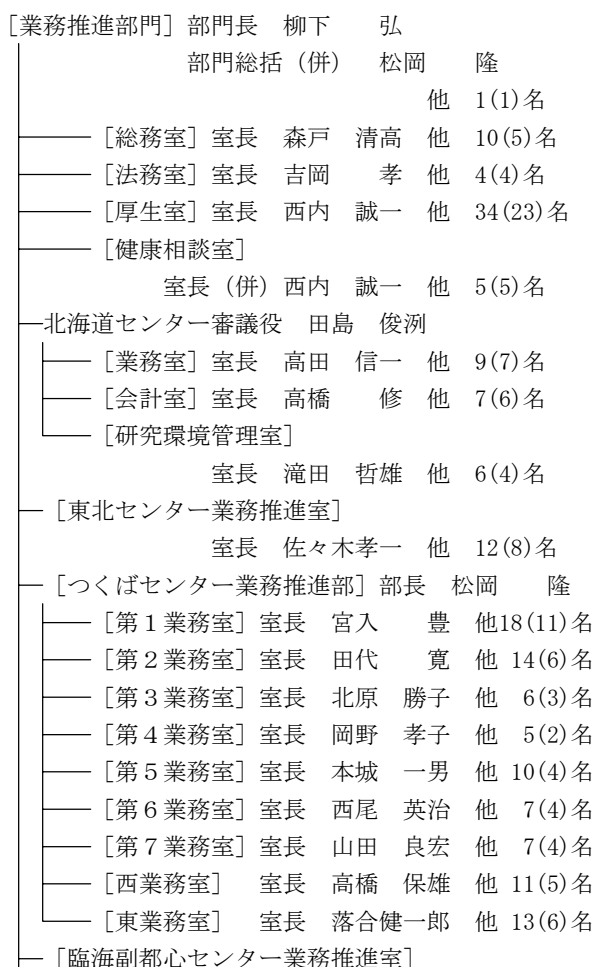 ［業務推進部門］部門長　柳下　　弘
部門総括（併）　松岡　　隆
他　1(1)名
［総務室］室長　森戸　清高　他　10(5)名
［法務室］室長　吉岡　　孝　他　4(4)名
［厚生室］室長　西内　誠一　他　34(23)名
［健康相談室］
室長（併）西内　誠一　他　5(5)名
北海道センター審議役　田島　俊洌
［業務室］室長　高田　信一　他　9(7)名
［会計室］室長　高橋　　修　他　7(6)名
［研究環境管理室］
室長　滝田　哲雄　他　6(4)名
［東北センター業務推進室］
室長　佐々木孝一　他　12(8)名
［つくばセンター業務推進部］部長　松岡　　隆
［第１業務室］室長　宮入　　豊　他18(11)名
［第２業務室］室長　田代　　寛　他 14(6)名
［第３業務室］室長　北原　勝子　他　6(3)名
［第４業務室］室長　岡野　孝子　他　5(2)名
［第５業務室］室長　本城　一男　他 10(4)名
［第６業務室］室長　西尾　英治　他　7(4)名
［第７業務室］室長　山田　良宏　他　7(4)名
［西業務室］　室長　高橋　保雄　他 11(5)名
［東業務室］　室長　落合健一郎　他 13(6)名
［臨海副都心センター業務推進室］